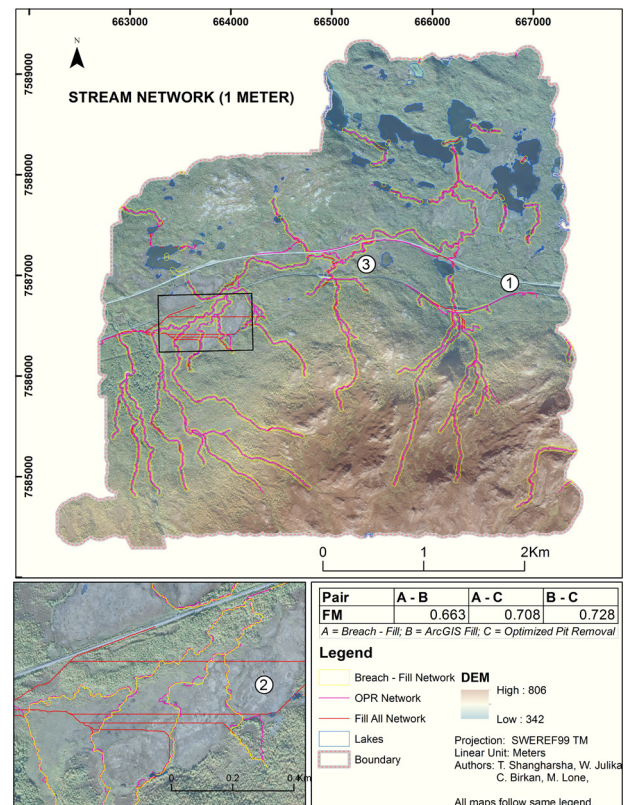 663000 664000 665000 666000 667000
N
7589000
STREAM NETWORK (1 METER)
7588000
7587000
3
1
7586000
7585000
0 1 2Km
2
0 0.2 0.4 Km
Pair A - B A - C B - C
FM 0.663 0.708 0.728
A = Breach - Fill; B = ArcGIS Fill; C = Optimized Pit Removal
Legend
Breach - Fill Network
OPR Network
Fill All Network
Lakes
Boundary
DEM
High : 806
Low : 342
Projection: SWEREF99 TM
Linear Unit: Meters
Authors: T. Shangharsha, W. Julika
C. Birkan, M. Lone,
All maps follow same legend